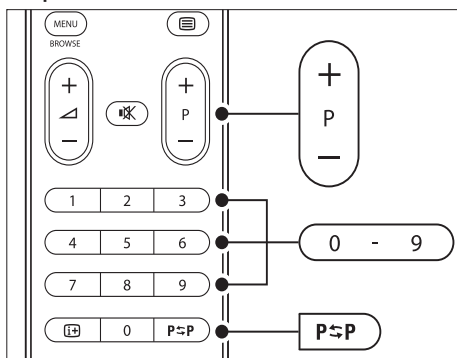 MENU
BROWSE
+ + +
P P
— — —
1 2 3
4 5 6
0 - 9
7 8 9
i+ 0 P⇆P P⇆P